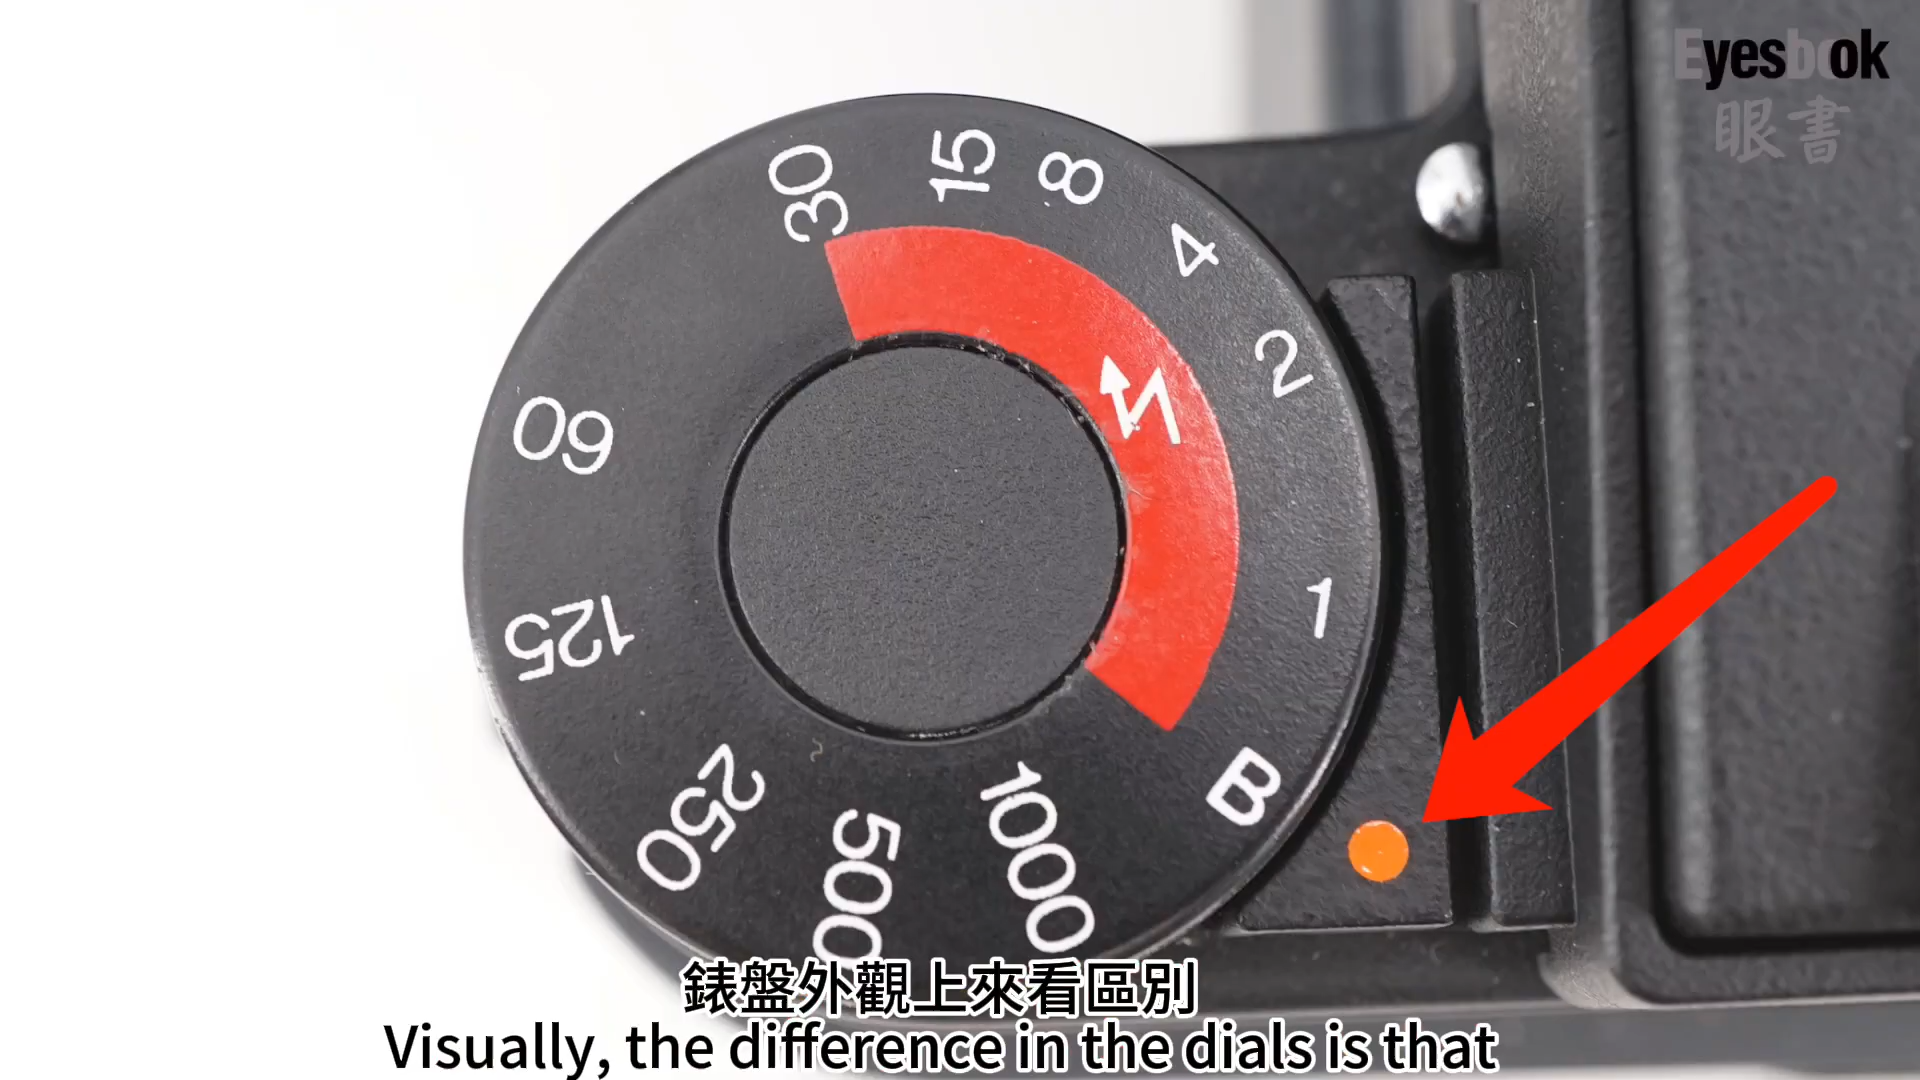 Eyesbook
眼書
30
15
8
4
2
1
B
1000
500
250
125
60
錶盤外觀上來看區別
Visually, the difference in the dials is that